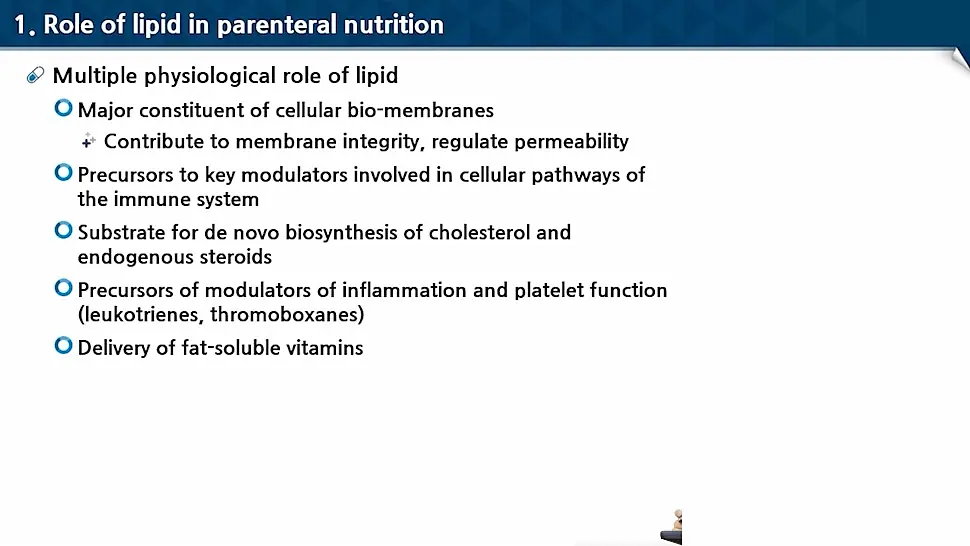 1. Role of lipid in parenteral nutrition
Multiple physiological role of lipid
Major constituent of cellular bio-membranes
Contribute to membrane integrity, regulate permeability
Precursors to key modulators involved in cellular pathways of
the immune system
Substrate for de novo biosynthesis of cholesterol and
endogenous steroids
Precursors of modulators of inflammation and platelet function
(leukotrienes, thromoboxanes)
Delivery of fat-soluble vitamins